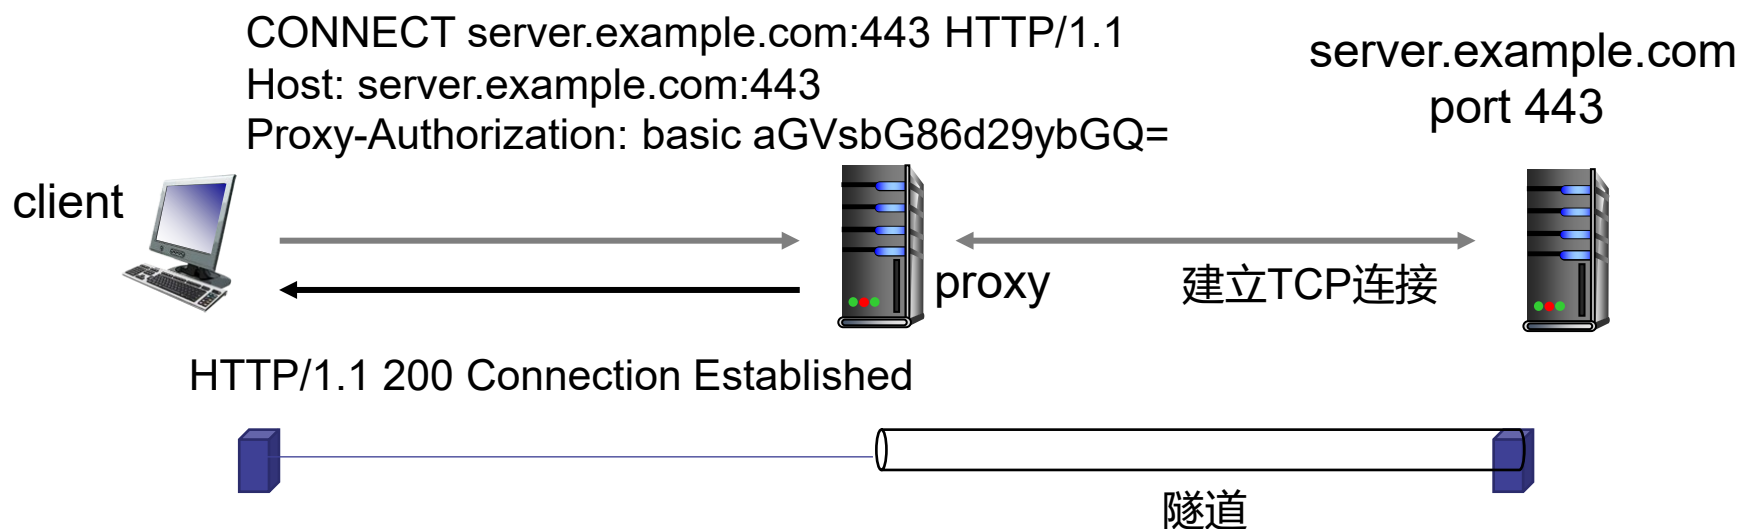 CONNECT server.example.com:443 HTTP/1.1
Host: server.example.com:443
Proxy-Authorization: basic aGVsbG86d29ybGQ=
server.example.com
port 443
client
proxy
建立TCP连接
HTTP/1.1 200 Connection Established
隧道